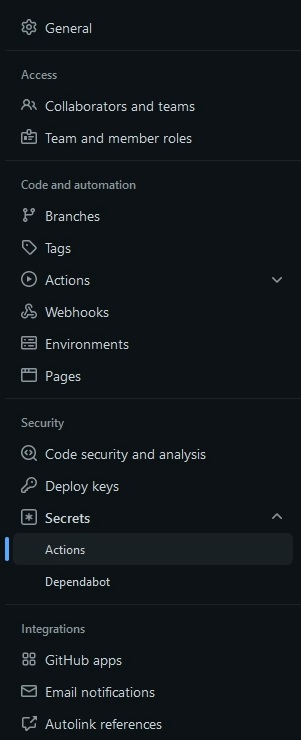 General
Access
Collaborators and teams
Team and member roles
Code and automation
Branches
Tags
Actions
Webhooks
Environments
Pages
Security
Code security and analysis
Deploy keys
Secrets
Actions
Dependabot
Integrations
GitHub apps
Email notifications
Autolink references